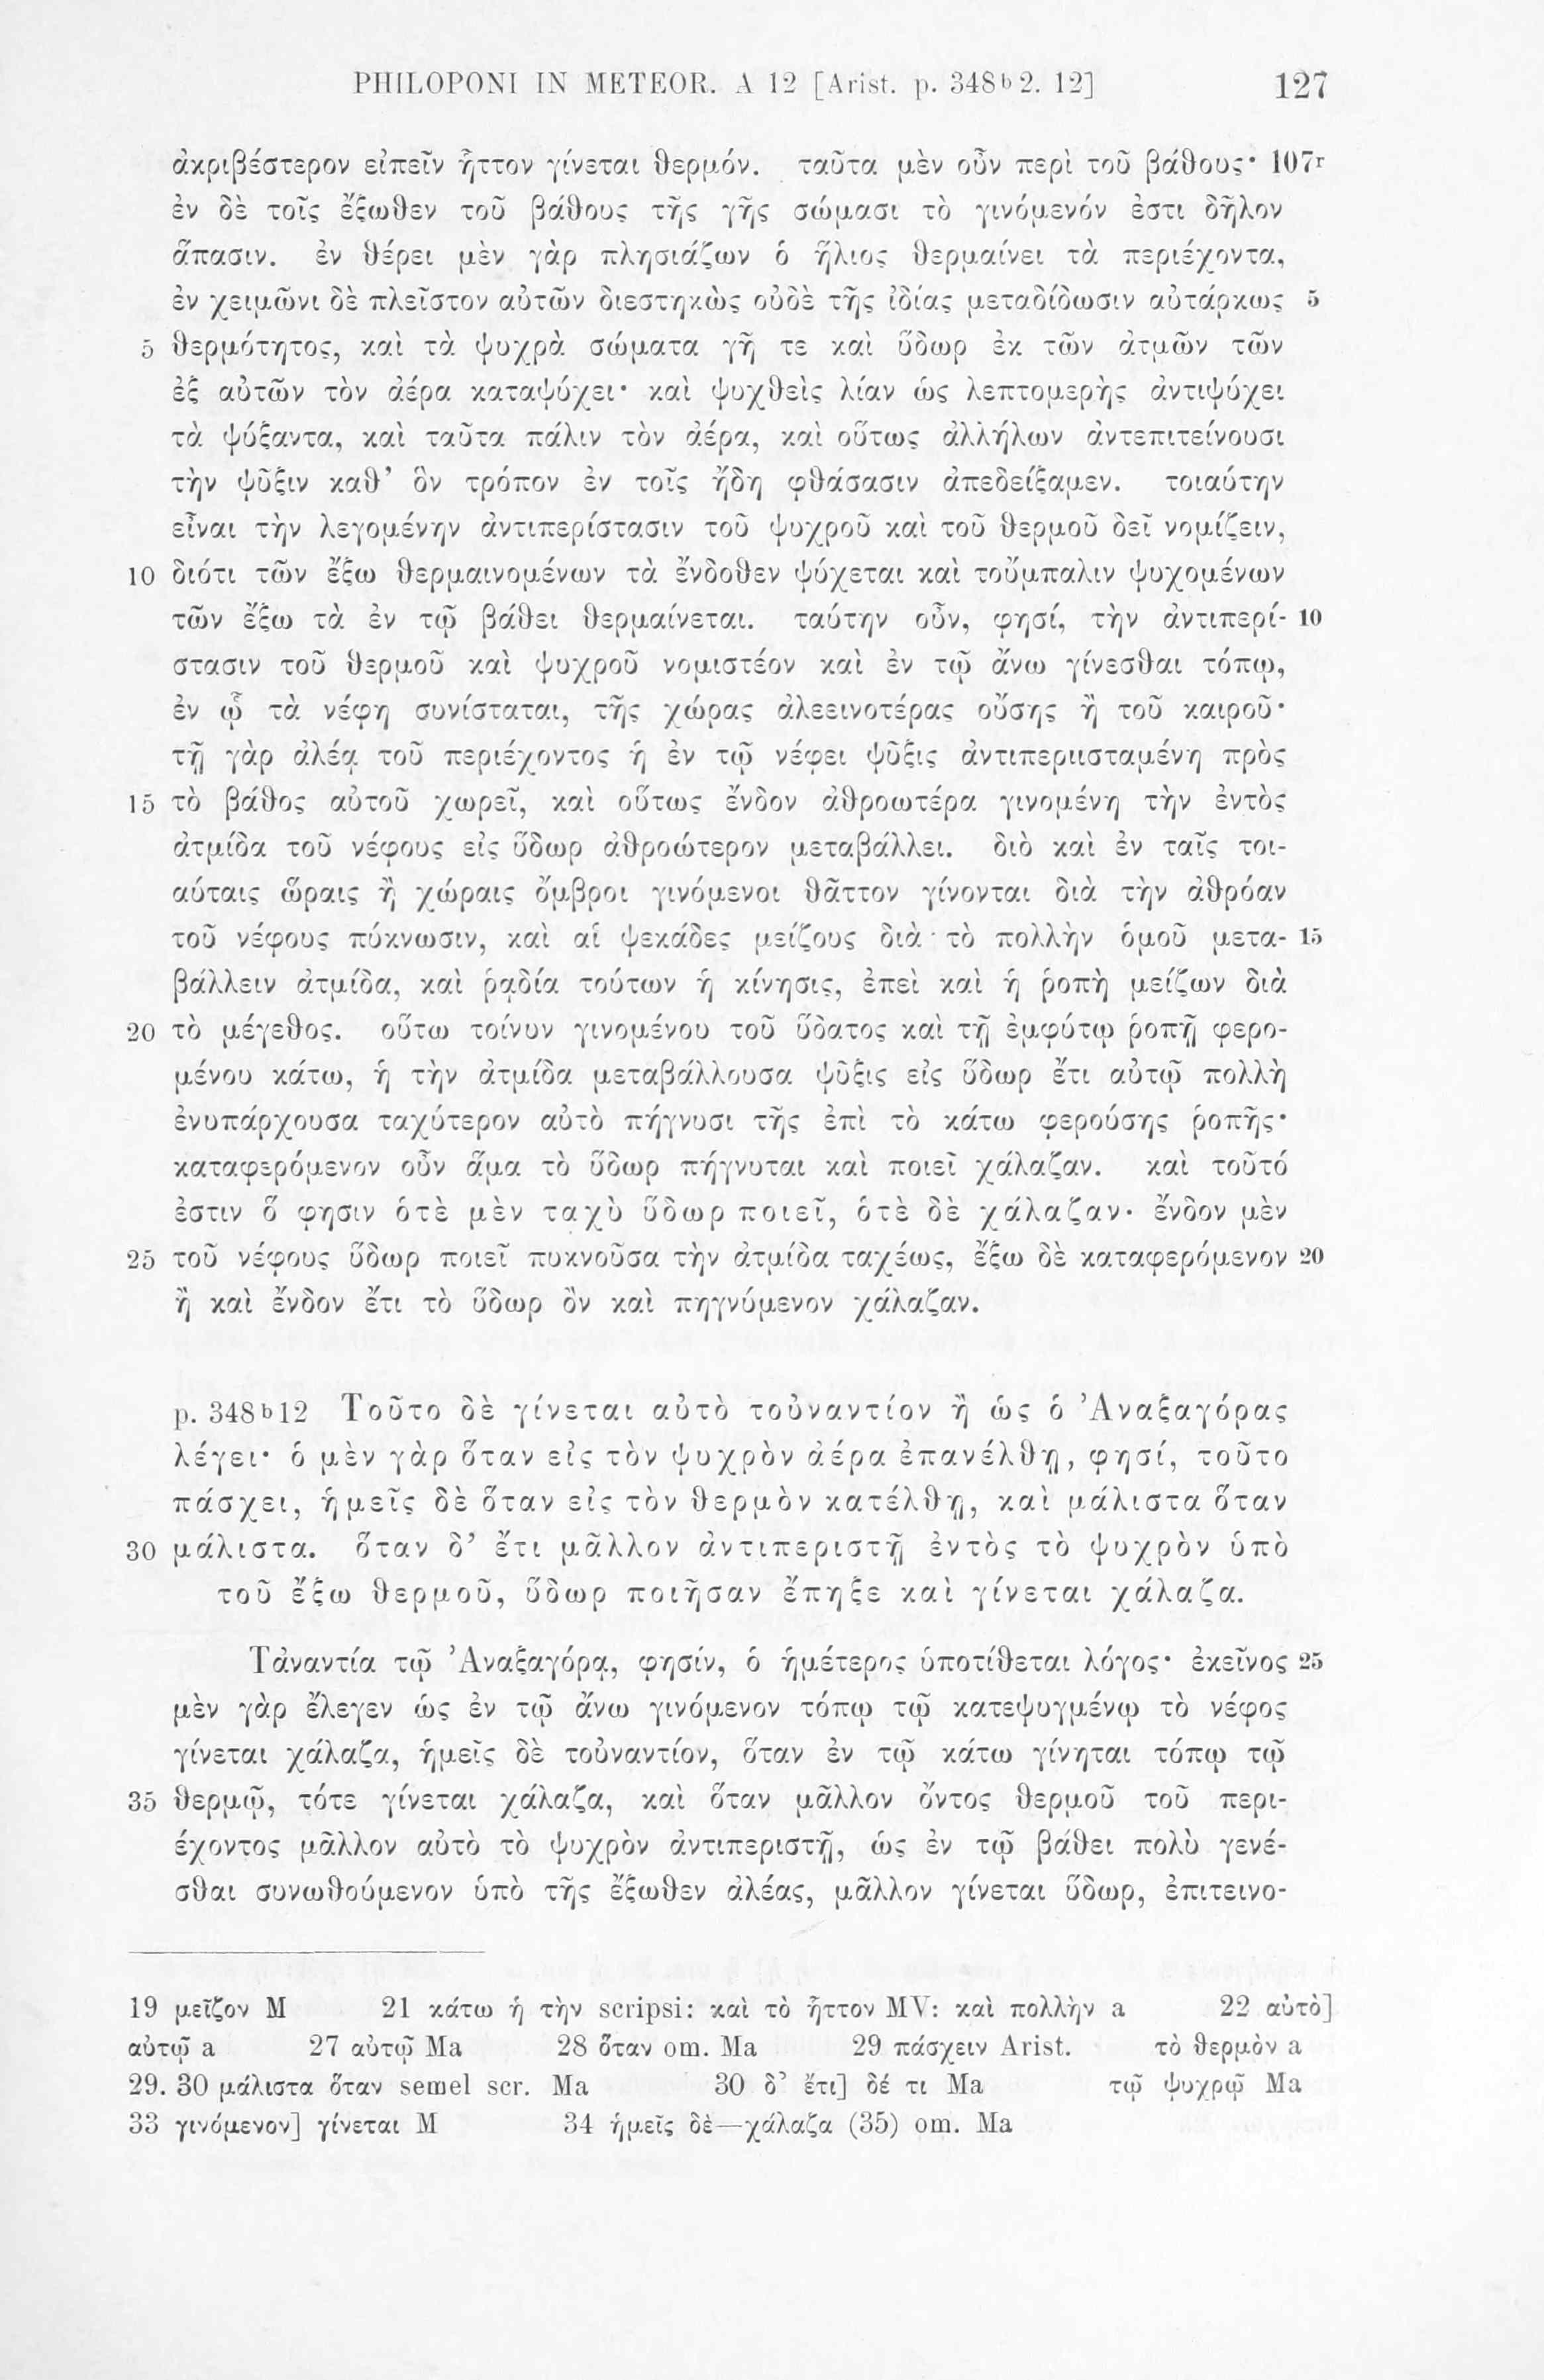 PHILOPONI IN METEOR. A 12 [Arist. p. 348b2. 12] 127
ἀκριβέστερον εἰπεῖν ἧττον γίνεται θερμόν. ταῦτα μὲν οὖν περὶ τοῦ βάθους· 107r
ἐν δὲ τοῖς ἔξωθεν τοῦ βάθους τῆς γῆς σώμασι τὸ γινόμενόν ἐστι δῆλον
ἅπασιν. ἐν θέρει μὲν γὰρ πλησιάζων ὁ ἥλιος θερμαίνει τὰ περιέχοντα,
ἐν χειμῶνι δὲ πλεῖστον αὐτῶν διεστηκὼς οὐδὲ τῆς ἰδίας μεταδίδωσιν αὐτάρκως 5
5 θερμότητος, καὶ τὰ ψυχρὰ σώματα γῆ τε καὶ ὕδωρ ἐκ τῶν ἀτμῶν τῶν
ἐξ αὐτῶν τὸν ἀέρα καταψύχει· καὶ ψυχθεὶς λίαν ὡς λεπτομερὴς ἀντιψύχει
τὰ ψύξαντα, καὶ ταῦτα πάλιν τὸν ἀέρα, καὶ οὕτως ἀλλήλων ἀντεπιτείνουσι
τὴν ψῦξιν καθ’ ὃν τρόπον ἐν τοῖς ἤδη φθάσασιν ἀπεδείξαμεν. τοιαύτην
εἶναι τὴν λεγομένην ἀντιπερίστασιν τοῦ ψυχροῦ καὶ τοῦ θερμοῦ δεῖ νομίζειν,
10 διότι τῶν ἔξω θερμαινομένων τὰ ἔνδοθεν ψύχεται καὶ τοὔμπαλιν ψυχομένων
τῶν ἔξω τὰ ἐν τῷ βάθει θερμαίνεται. ταύτην οὖν, φησί, τὴν ἀντιπερί- 10
στασιν τοῦ θερμοῦ καὶ ψυχροῦ νομιστέον καὶ ἐν τῷ ἄνω γίνεσθαι τόπῳ,
ἐν ᾧ τὰ νέφη συνίσταται, τῆς χώρας ἀλεεινοτέρας οὔσης ἢ τοῦ καιροῦ·
τῇ γὰρ ἀλέᾳ τοῦ περιέχοντος ἡ ἐν τῷ νέφει ψῦξις ἀντιπεριισταμένη πρὸς
15 τὸ βάθος αὐτοῦ χωρεῖ, καὶ οὕτως ἔνδον ἀθροωτέρα γινομένη τὴν ἐντὸς
ἀτμίδα τοῦ νέφους εἰς ὕδωρ ἀθροώτερον μεταβάλλει. διὸ καὶ ἐν ταῖς τοι-
αύταις ὥραις ἢ χώραις ὄμβροι γινόμενοι θᾶττον γίνονται διὰ τὴν ἀθρόαν
τοῦ νέφους πύκνωσιν, καὶ αἱ ψεκάδες μείζους διὰ τὸ πολλὴν ὁμοῦ μετα- 15
βάλλειν ἀτμίδα, καὶ ῥᾳδία τούτων ἡ κίνησις, ἐπεὶ καὶ ἡ ῥοπὴ μείζων διὰ
20 τὸ μέγεθος. οὕτω τοίνυν γινομένου τοῦ ὕδατος καὶ τῇ ἐμφύτῳ ῥοπῇ φερο-
μένου κάτω, ἡ τὴν ἀτμίδα μεταβάλλουσα ψῦξις εἰς ὕδωρ ἔτι αὐτῷ πολλὴ
ἐνυπάρχουσα ταχύτερον αὐτὸ πήγνυσι τῆς ἐπὶ τὸ κάτω φερούσης ῥοπῆς·
καταφερόμενον οὖν ἅμα τὸ ὕδωρ πήγνυται καὶ ποιεῖ χάλαζαν. καὶ τοῦτό
ἐστιν ὅ φησιν ὁτὲ μὲν ταχὺ ὕδωρ ποιεῖ, ὁτὲ δὲ χάλαζαν· ἔνδον μὲν
25 τοῦ νέφους ὕδωρ ποιεῖ πυκνοῦσα τὴν ἀτμίδα ταχέως, ἔξω δὲ καταφερόμενον 20
ἢ καὶ ἔνδον ἔτι τὸ ὕδωρ ὂν καὶ πηγνύμενον χάλαζαν.
p. 348b12 Τοῦτο δὲ γίνεται αὐτὸ τοὐναντίον ἢ ὡς ὁ Ἀναξαγόρας
λέγει· ὁ μὲν γὰρ ὅταν εἰς τὸν ψυχρὸν ἀέρα ἐπανέλθῃ, φησί, τοῦτο
πάσχει, ἡμεῖς δὲ ὅταν εἰς τὸν θερμὸν κατέλθῃ, καὶ μάλιστα ὅταν
30 μάλιστα. ὅταν δ’ ἔτι μᾶλλον ἀντιπεριστῇ ἐντὸς τὸ ψυχρὸν ὑπὸ
τοῦ ἔξω θερμοῦ, ὕδωρ ποιῆσαν ἔπηξε καὶ γίνεται χάλαζα.
Τἀναντία τῷ Ἀναξαγόρᾳ, φησίν, ὁ ἡμέτερος ὑποτίθεται λόγος· ἐκεῖνος 25
μὲν γὰρ ἔλεγεν ὡς ἐν τῷ ἄνω γινόμενον τόπῳ τῷ κατεψυγμένῳ τὸ νέφος
γίνεται χάλαζα, ἡμεῖς δὲ τοὐναντίον, ὅταν ἐν τῷ κάτω γίνηται τόπῳ τῷ
35 θερμῷ, τότε γίνεται χάλαζα, καὶ ὅταν μᾶλλον ὄντος θερμοῦ τοῦ περι-
έχοντος μᾶλλον αὐτὸ τὸ ψυχρὸν ἀντιπεριστῇ, ὡς ἐν τῷ βάθει πολὺ γενέ-
σθαι συνωθούμενον ὑπὸ τῆς ἔξωθεν ἀλέας, μᾶλλον γίνεται ὕδωρ, ἐπιτεινο-
19 μεῖζον M 21 κάτω ἡ τὴν scripsi: καὶ τὸ ἧττον MV: καὶ πολλὴν a 22 αὐτὸ]
αὐτῷ a 27 αὐτῷ Ma 28 ὅταν om. Ma 29 πάσχειν Arist. τὸ θερμὸν a
29. 30 μάλιστα ὅταν semel scr. Ma 30 δ’ ἔτι] δέ τι Ma τῷ ψυχρῷ Ma
33 γινόμενον] γίνεται M 34 ἡμεῖς δὲ—χάλαζα (35) om. Ma